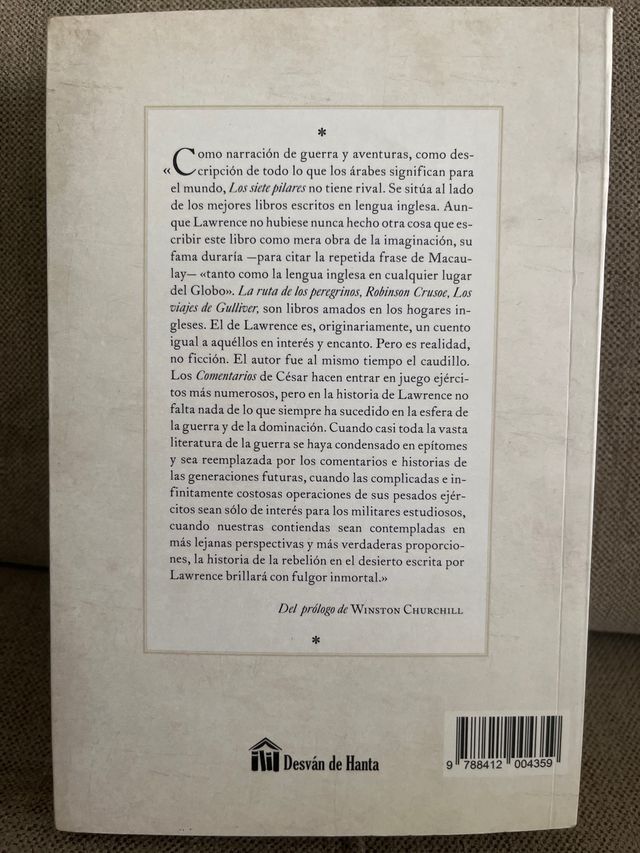 *
«Como narración de guerra y aventuras, como des-
cripción de todo lo que los árabes significan para
el mundo, Los siete pilares no tiene rival. Se sitúa al lado
de los mejores libros escritos en lengua inglesa. Aun-
que Lawrence no hubiese nunca hecho otra cosa que es-
cribir este libro como mera obra de la imaginación, su
fama duraría —para citar la repetida frase de Macau-
lay— «tanto como la lengua inglesa en cualquier lugar
del Globo». La ruta de los peregrinos, Robinson Crusoe, Los
viajes de Gulliver, son libros amados en los hogares in-
gleses. El de Lawrence es, originariamente, un cuento
igual a aquéllos en interés y encanto. Pero es realidad,
no ficción. El autor fue al mismo tiempo el caudillo.
Los Comentarios de César hacen entrar en juego ejérci-
tos más numerosos, pero en la historia de Lawrence no
falta nada de lo que siempre ha sucedido en la esfera de
la guerra y de la dominación. Cuando casi toda la vasta
literatura de la guerra se haya condensado en epítomes
y sea reemplazada por los comentarios e historias de
las generaciones futuras, cuando las complicadas e in-
finitamente costosas operaciones de sus pesados ejér-
citos sean sólo de interés para los militares estudiosos,
cuando nuestras contiendas sean contempladas en
más lejanas perspectivas y más verdaderas proporcio-
nes, la historia de la rebelión en el desierto escrita por
Lawrence brillará con fulgor inmortal.»
Del prólogo de WINSTON CHURCHILL
*
Desván de Hanta
9 788412 004359